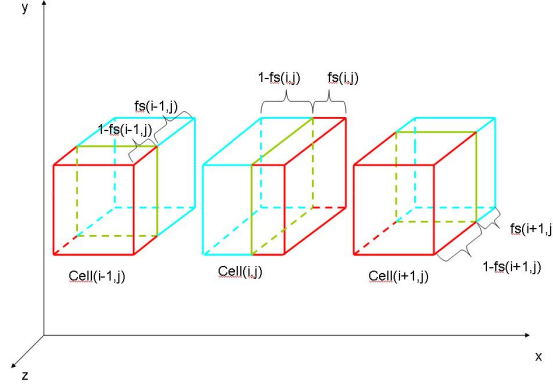 y
1-fs(i,j)
fs(i,j)
fs(i-1,j)
1-fs(i-1,j)
fs(i+1,j
1-fs(i+1,j)
Cell(i-1,j)
Cell(i,j)
Cell(i+1,j)
x
z